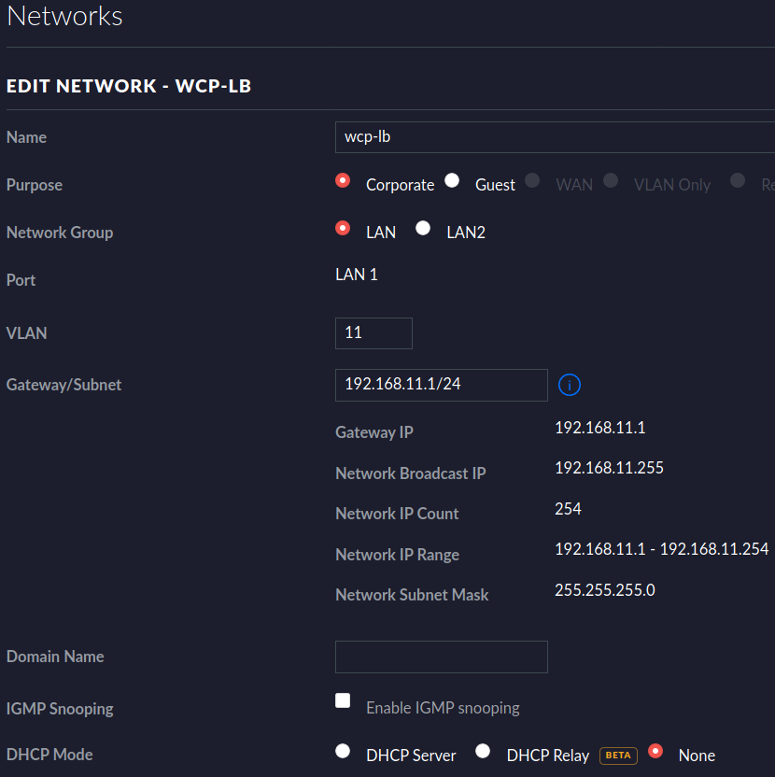 Networks
EDIT NETWORK - WCP-LB
Name wcp-lb
Purpose Corporate Guest WAN VLAN Only Re
Network Group LAN LAN2
Port LAN 1
VLAN 11
Gateway/Subnet 192.168.11.1/24 i
Gateway IP 192.168.11.1
Network Broadcast IP 192.168.11.255
Network IP Count 254
Network IP Range 192.168.11.1 - 192.168.11.254
Network Subnet Mask 255.255.255.0
Domain Name
IGMP Snooping Enable IGMP snooping
DHCP Mode DHCP Server DHCP Relay BETA None